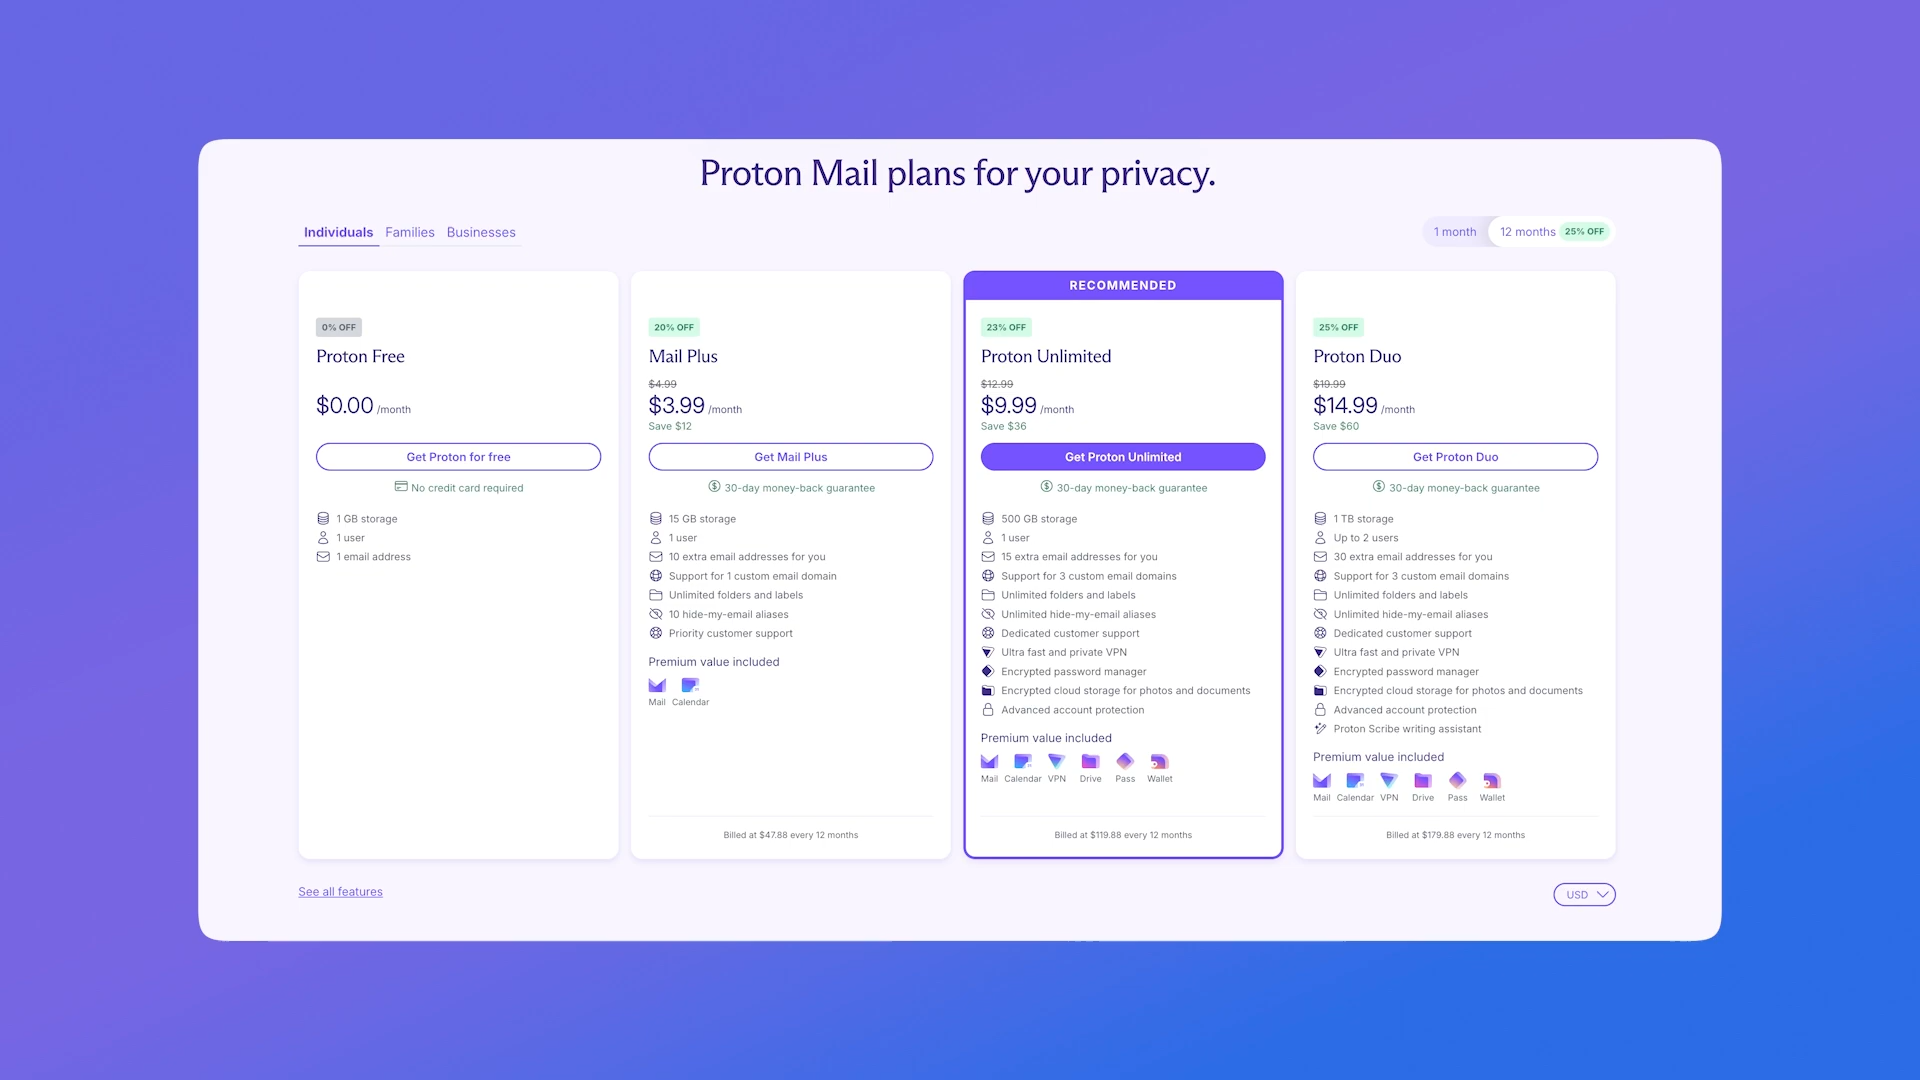 Proton Mail plans for your privacy.
Individuals Families Businesses
1 month 12 months 25% OFF
0% OFF
Proton Free
$0.00 /month
Get Proton for free
No credit card required
1 GB storage
1 user
1 email address
20% OFF
Mail Plus
$4.99
$3.99 /month
Save $12
Get Mail Plus
30-day money-back guarantee
15 GB storage
1 user
10 extra email addresses for you
Support for 1 custom email domain
Unlimited folders and labels
10 hide-my-email aliases
Priority customer support
Premium value included
Mail Calendar
Billed at $47.88 every 12 months
RECOMMENDED
23% OFF
Proton Unlimited
$12.99
$9.99 /month
Save $36
Get Proton Unlimited
30-day money-back guarantee
500 GB storage
1 user
15 extra email addresses for you
Support for 3 custom email domains
Unlimited folders and labels
Unlimited hide-my-email aliases
Dedicated customer support
Ultra fast and private VPN
Encrypted password manager
Encrypted cloud storage for photos and documents
Advanced account protection
Premium value included
Mail Calendar VPN Drive Pass Wallet
Billed at $119.88 every 12 months
25% OFF
Proton Duo
$19.99
$14.99 /month
Save $60
Get Proton Duo
30-day money-back guarantee
1 TB storage
Up to 2 users
30 extra email addresses for you
Support for 3 custom email domains
Unlimited folders and labels
Unlimited hide-my-email aliases
Dedicated customer support
Ultra fast and private VPN
Encrypted password manager
Encrypted cloud storage for photos and documents
Advanced account protection
Proton Scribe writing assistant
Premium value included
Mail Calendar VPN Drive Pass Wallet
Billed at $179.88 every 12 months
See all features
USD